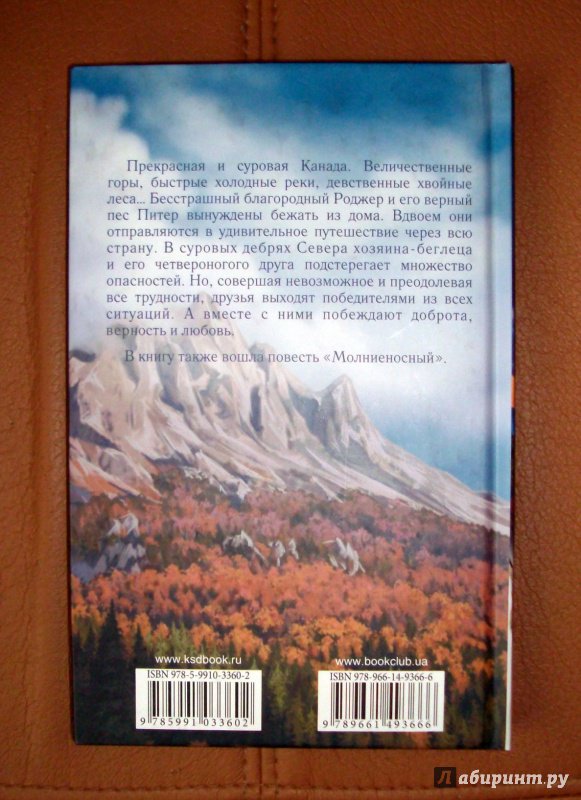 Прекрасная и суровая Канада. Величественные
горы, быстрые холодные реки, девственные хвойные
леса... Бесстрашный благородный Роджер и его верный
пес Питер вынуждены бежать из дома. Вдвоем они
отправляются в удивительное путешествие через всю
страну. В суровых дебрях Севера хозяина-беглеца
и его четвероногого друга подстерегает множество
опасностей. Но, совершая невозможное и преодолевая
все трудности, друзья выходят победителями из всех
ситуаций. А вместе с ними побеждают доброта,
верность и любовь.
В книгу также вошла повесть «Молниеносный».
www.ksdbook.ru
ISBN 978-5-9910-3360-2
9 785991 033602
www.bookclub.ua
ISBN 978-966-14-9366-6
9 789661 493666
Лабиринт.ру